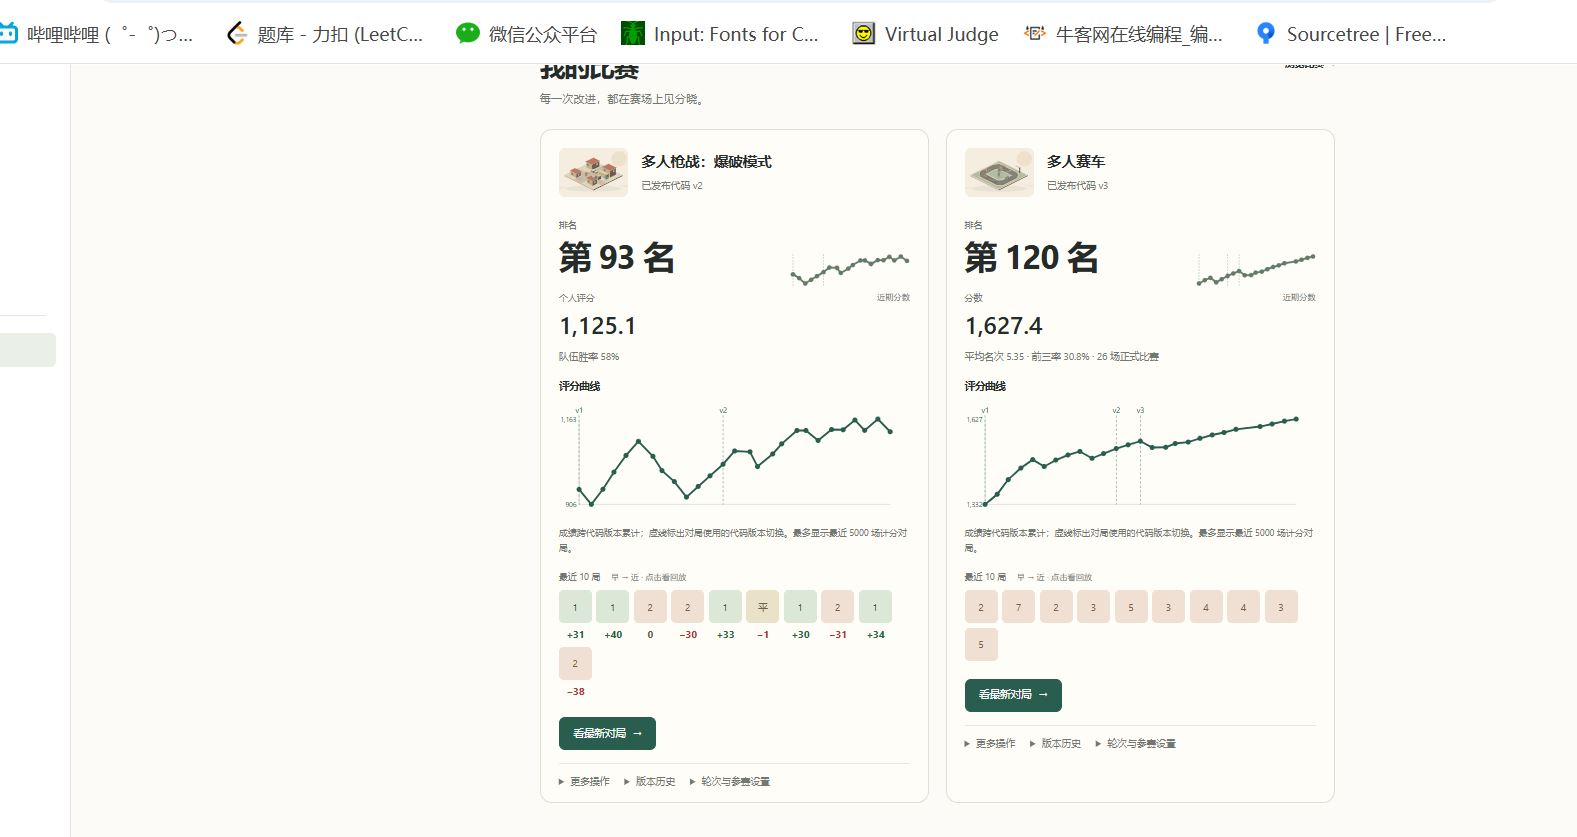 哔哩哔哩 (゜-゜)つ...
题库 - 力扣 (LeetC...
微信公众平台
Input: Fonts for C...
Virtual Judge
牛客网在线编程_编...
Sourcetree | Free...
我的比赛
每一次改进，都在赛场上见分晓。
多人枪战：爆破模式
已发布代码 v2
排名
第 93 名
个人评分
近期分数
1,125.1
队伍胜率 58%
评分曲线
v1
v2
1,163
906
成绩跨代码版本累计；虚线标出对局使用的代码版本切换。最多显示最近 5000 场计分对
局。
最近 10 局 早 → 近 · 点击看回放
1 1 2 2 1 平 1 2 1
+31 +40 0 −30 +33 −1 +30 −31 +34
2
−38
看最新对局 →
▶ 更多操作 ▶ 版本历史 ▶ 轮次与参赛设置
多人赛车
已发布代码 v3
排名
第 120 名
分数
近期分数
1,627.4
平均名次 5.35 · 前三率 30.8% · 26 场正式比赛
评分曲线
v1
v2
v3
1,627
1,332
成绩跨代码版本累计；虚线标出对局使用的代码版本切换。最多显示最近 5000 场计分对
局。
最近 10 局 早 → 近 · 点击看回放
2 7 2 3 5 3 4 4 3
5
看最新对局 →
▶ 更多操作 ▶ 版本历史 ▶ 轮次与参赛设置